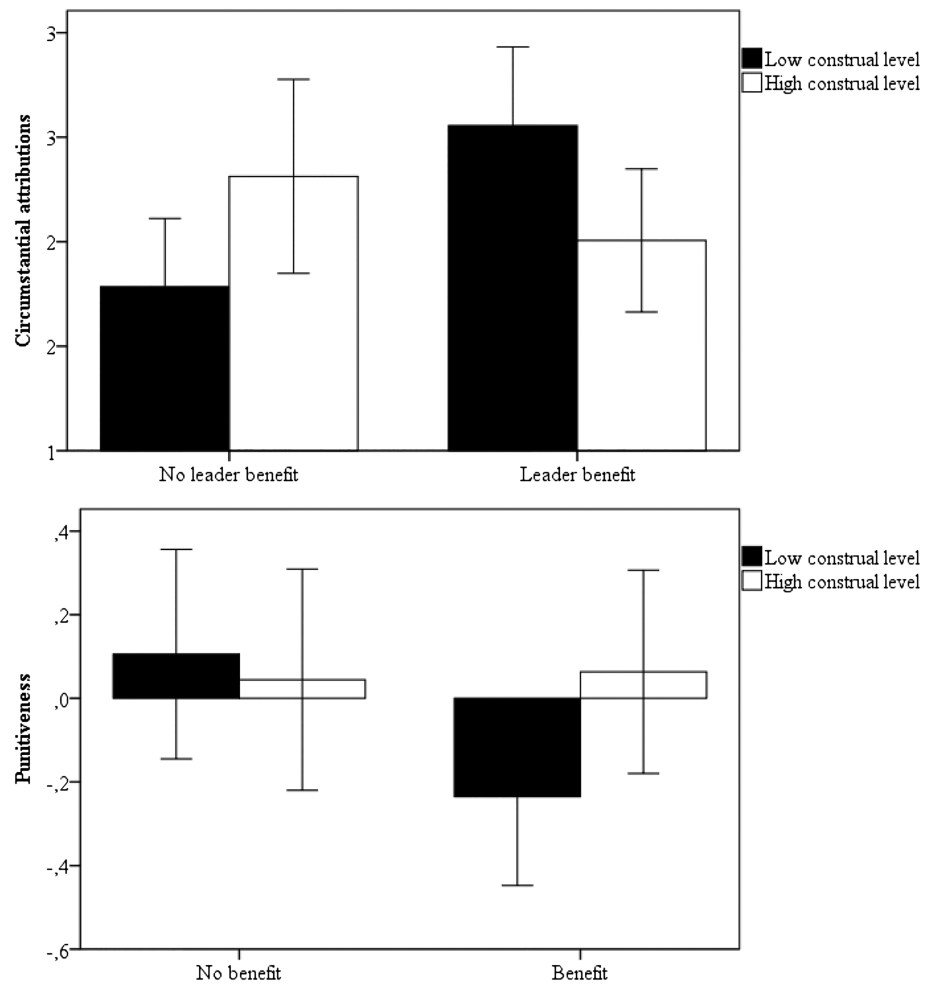 3
3
2
2
1
Circumstantial attributions
No leader benefit
Leader benefit
Low construal level
High construal level
,4
,2
,0
-,2
-,4
-,6
Punitiveness
No benefit
Benefit
Low construal level
High construal level